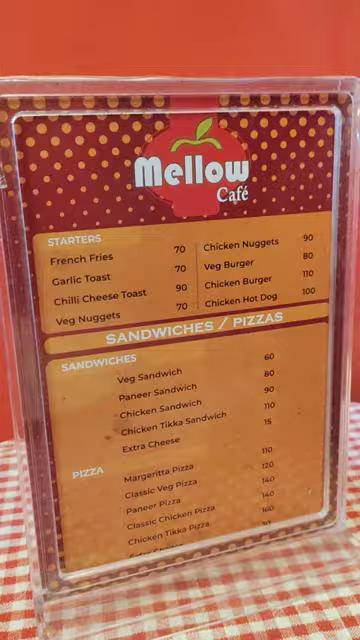 Mellow
Café
STARTERS
French Fries 70
Garlic Toast 70
Chilli Cheese Toast 90
Veg Nuggets 70
Chicken Nuggets 90
Veg Burger 80
Chicken Burger 110
Chicken Hot Dog 100
SANDWICHES / PIZZAS
SANDWICHES
Veg Sandwich 60
Paneer Sandwich 80
Chicken Sandwich 90
Chicken Tikka Sandwich 110
Extra Cheese 15
PIZZA
Margeritta Pizza 110
Classic Veg Pizza 120
Paneer Pizza 140
Classic Chicken Pizza 140
Chicken Tikka Pizza 160